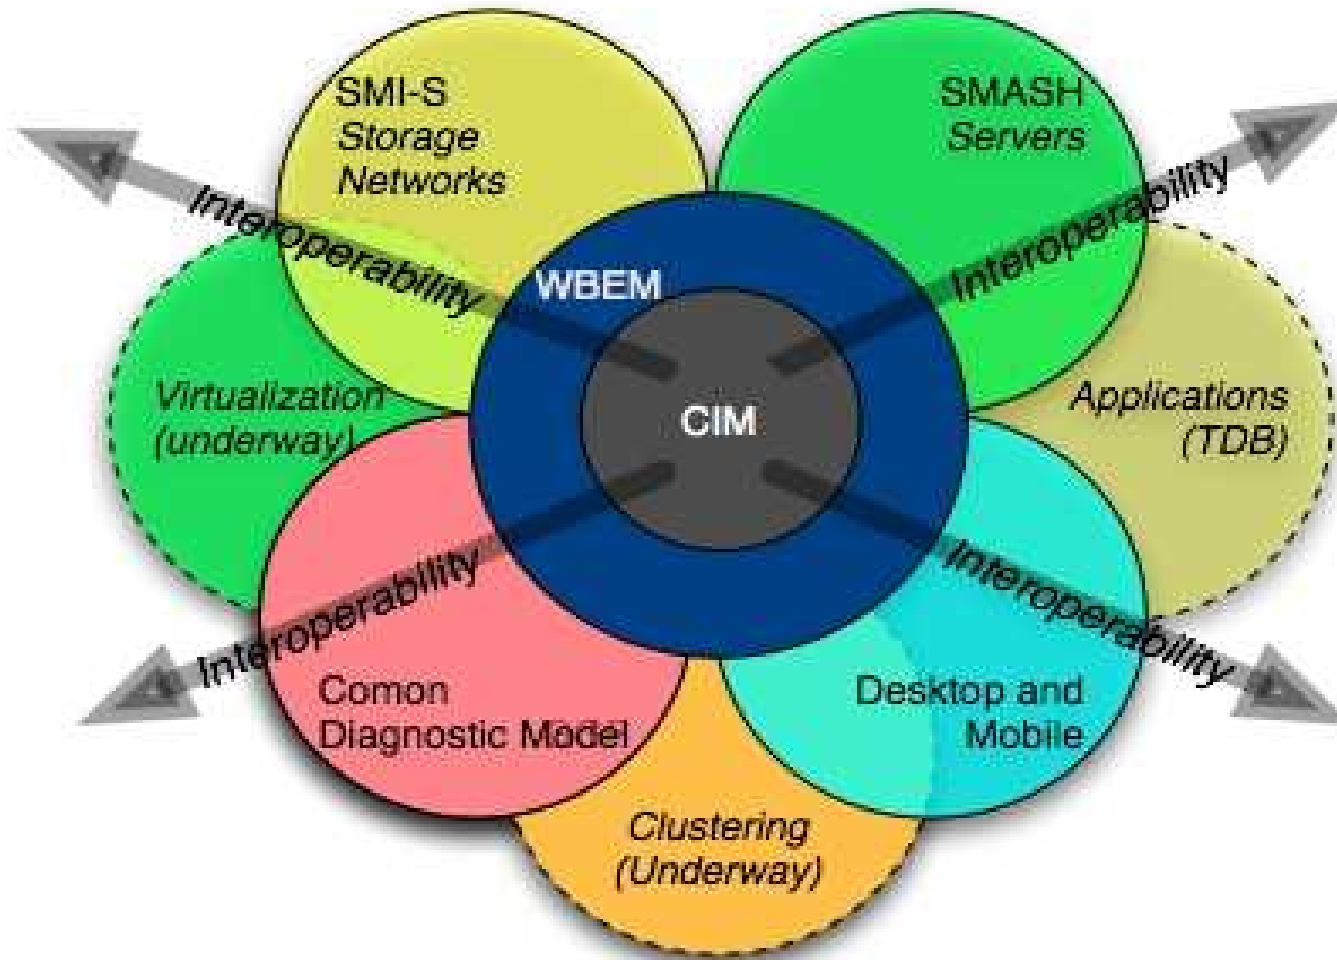 SMI-S
Storage
Networks
SMASH
Servers
Interoperability
Interoperability
WBEM
CIM
Virtualization
(underway)
Applications
(TDB)
Interoperability
Interoperability
Comon
Diagnostic Model
Desktop and
Mobile
Clustering
(Underway)